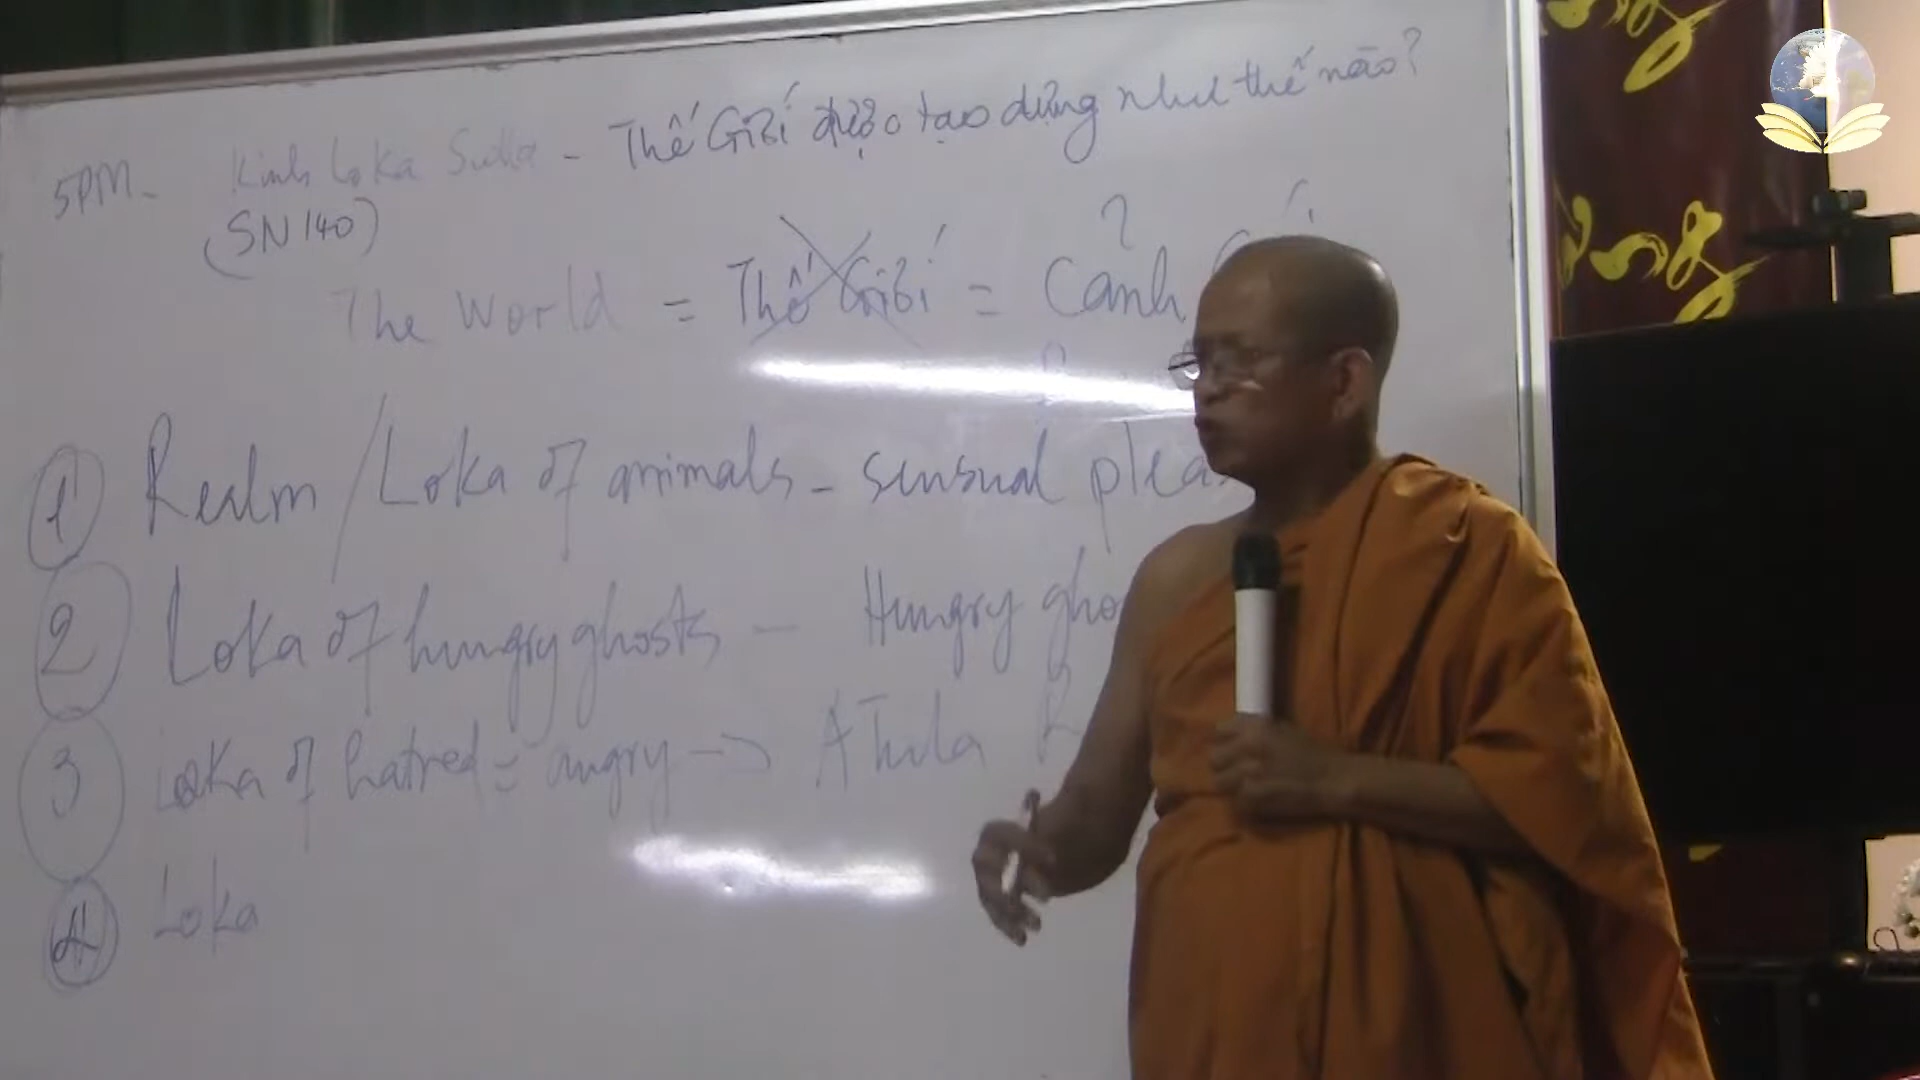 5PM - Kinh Loka Sutta - Thế Giới được tạo dựng như thế nào?
(SN 140)
The World = Thế Giới = Cảnh
1 Realm / Loka of animals - sensual pleas
2 Loka of hungry ghosts - Hungry gho
3 Loka of hatred = angry → A Tula
4 Loka